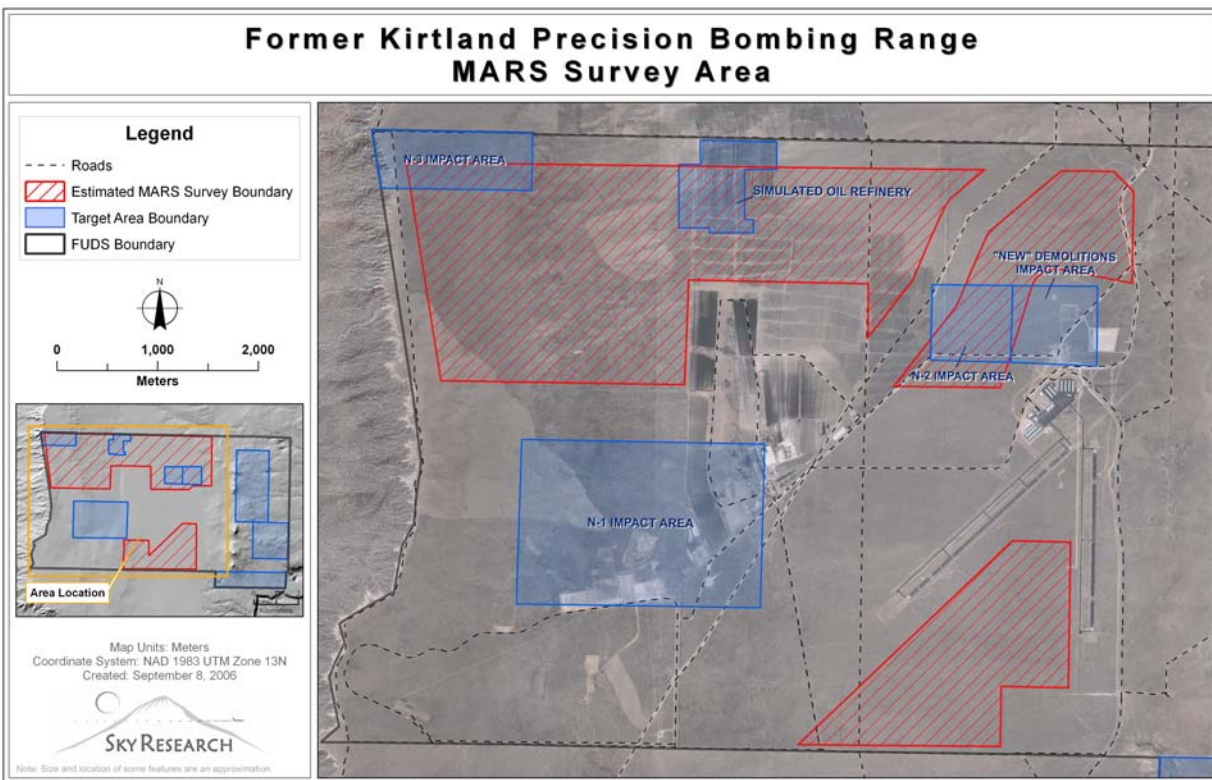 Former Kirtland Precision Bombing Range
MARS Survey Area
Legend
Roads
Estimated MARS Survey Boundary
Target Area Boundary
FUDS Boundary
N
0 1,000 2,000
Meters
Area Location
Kilometers
Map Units: Meters
Coordinate System: NAD 1983 UTM Zone 13N
Created: September 8, 2006
SKY RESEARCH
Note: Size and location of some features are an approximation.
N-3 IMPACT AREA
SIMULATED OIL REFINERY
"NEW" DEMOLITIONS
IMPACT AREA
N-2 IMPACT AREA
N-1 IMPACT AREA